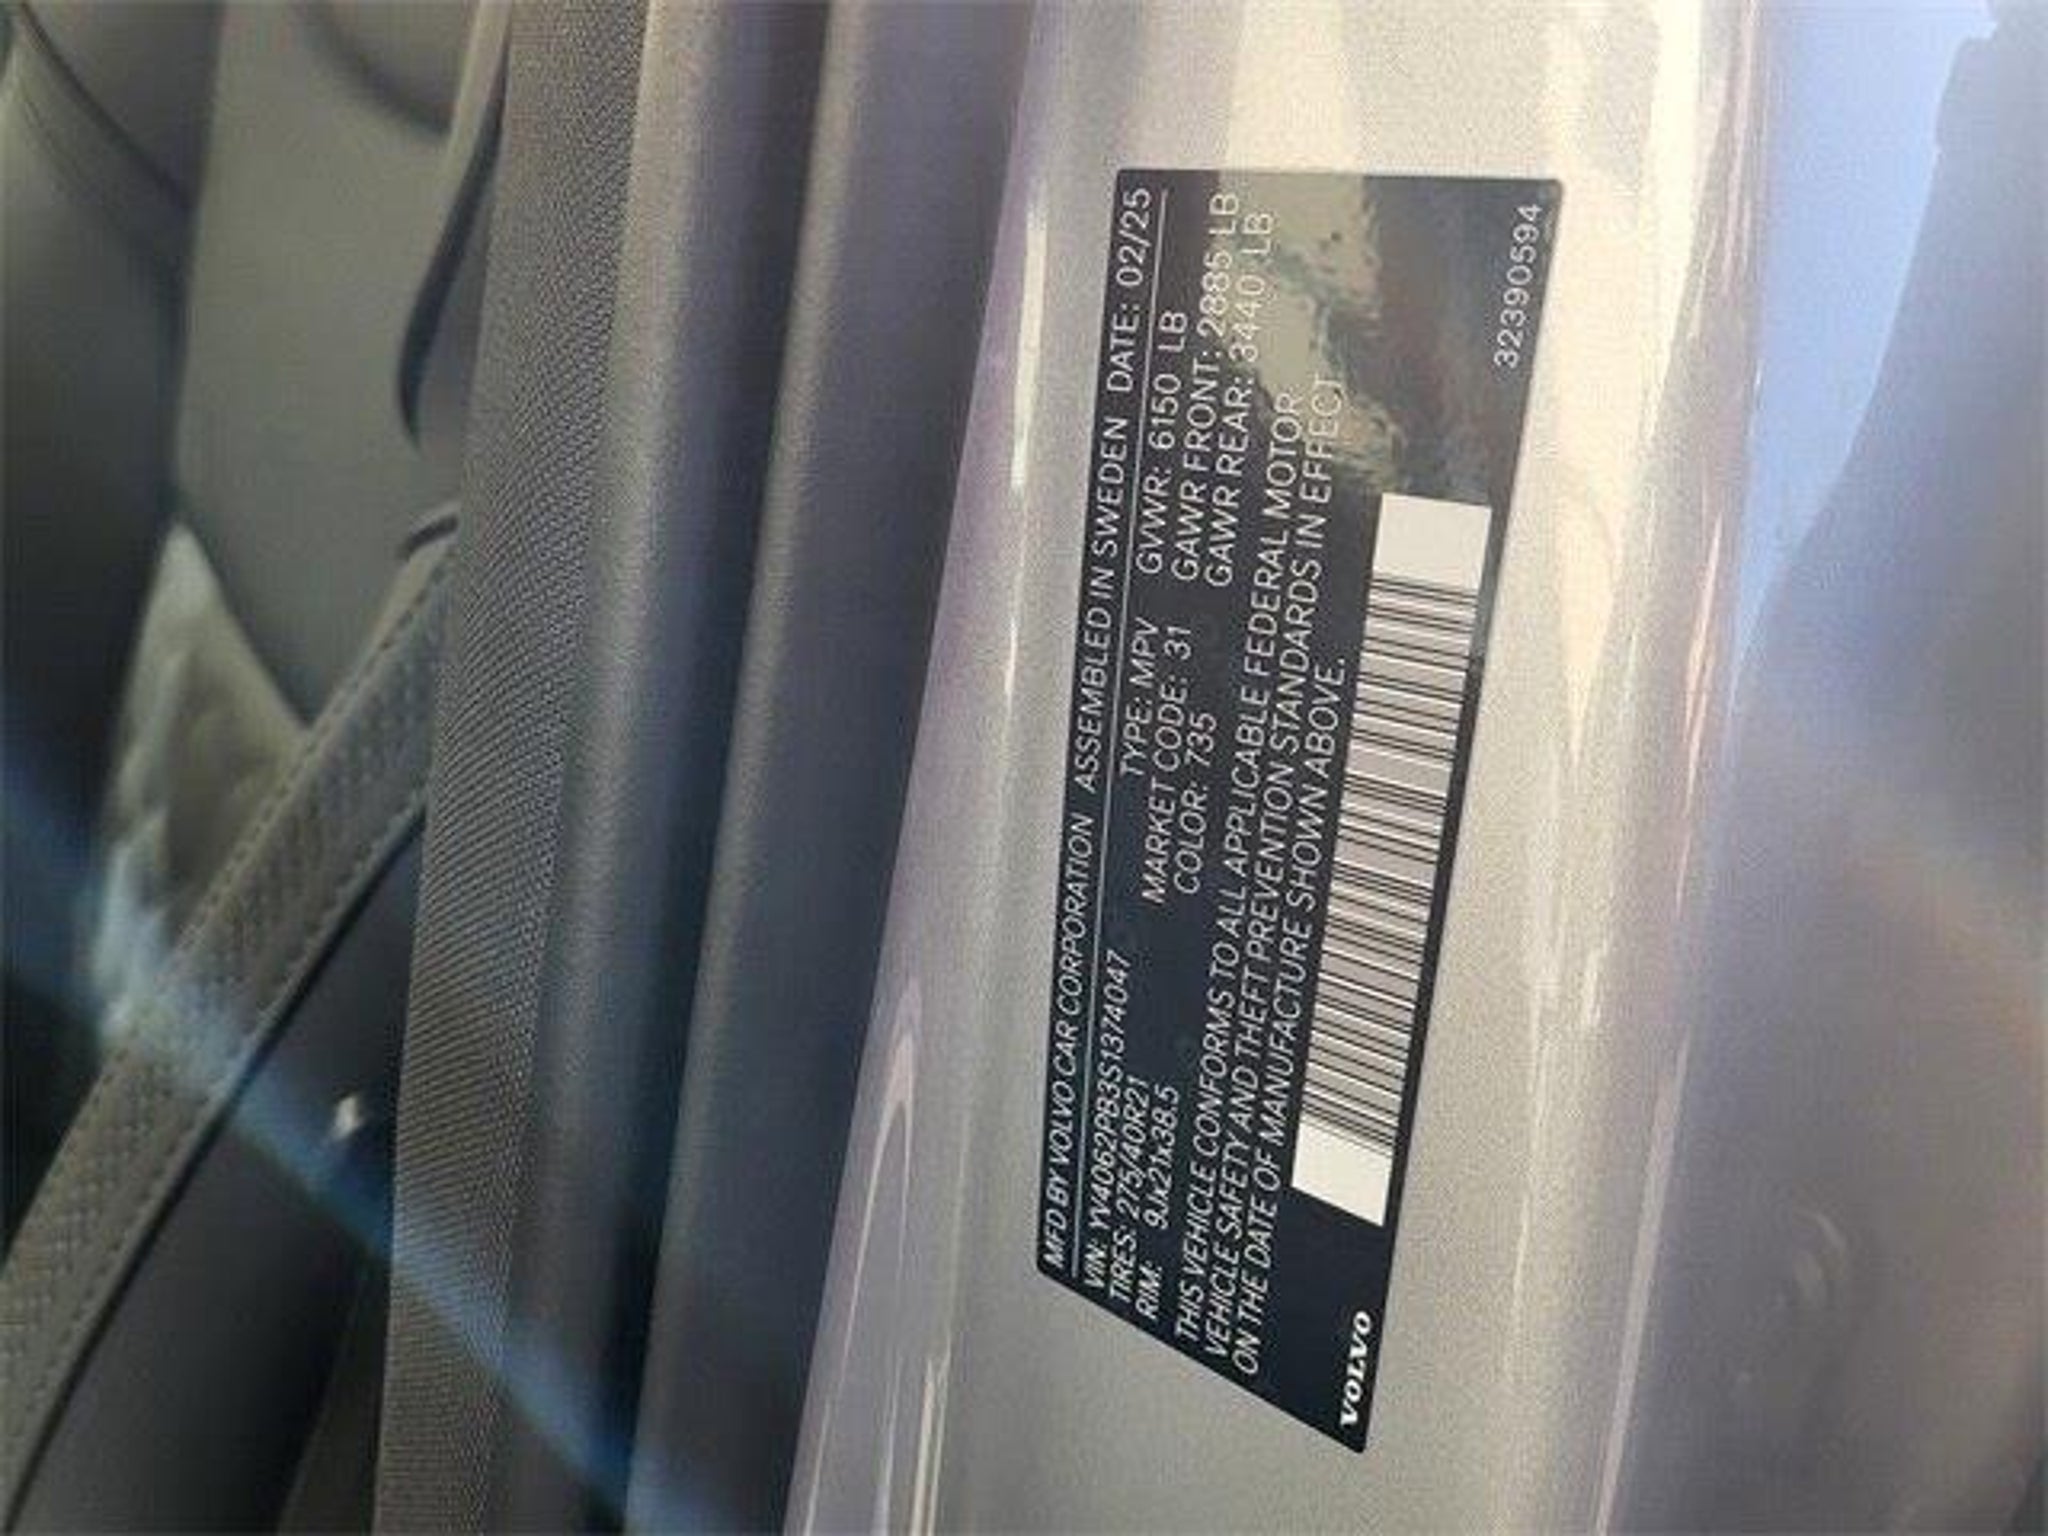 MFD BY VOLVO CAR CORPORATION ASSEMBLED IN SWEDEN DATE: 02/25
VIN: YV4062PB3S1374047 TYPE: MPV GVWR: 6150 LB
TIRES: 275/40R21 MARKET CODE: 31 GAWR FRONT: 2885 LB
RIM: 9Jx21x38.5 COLOR: 735 GAWR REAR: 3440 LB
THIS VEHICLE CONFORMS TO ALL APPLICABLE FEDERAL MOTOR
VEHICLE SAFETY AND THEFT PREVENTION STANDARDS IN EFFECT
ON THE DATE OF MANUFACTURE SHOWN ABOVE.
VOLVO 32390594